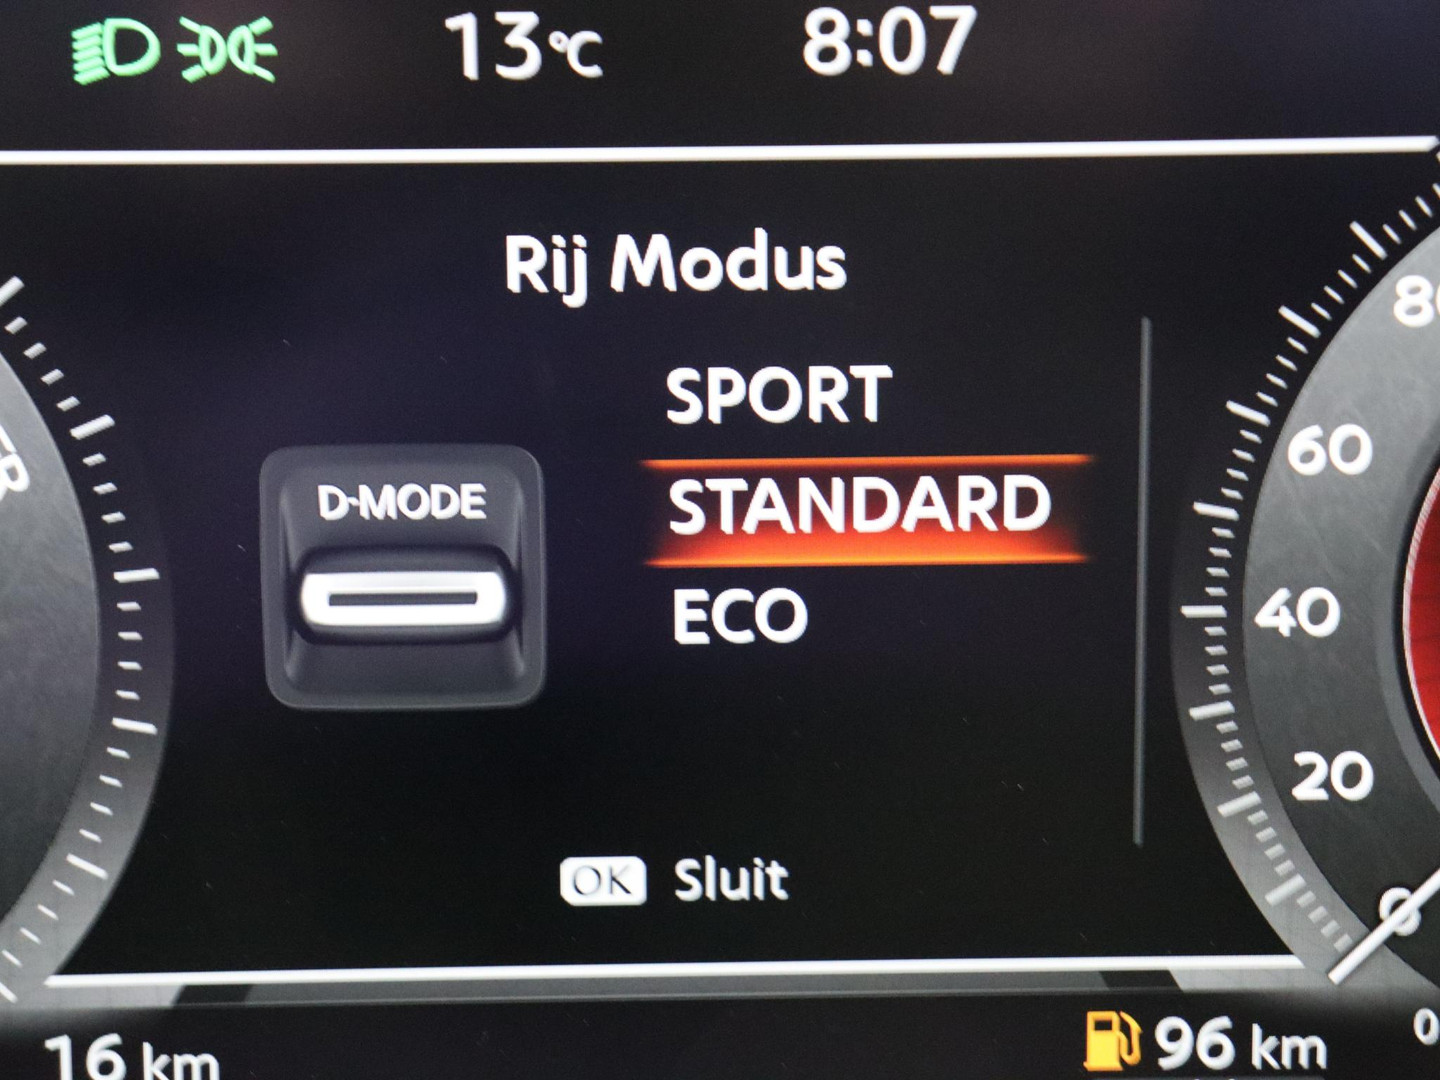 13°C 8:07
Rij Modus
SPORT
D-MODE
STANDARD
ECO
OK Sluit
60
40
20
0
16 km
96 km